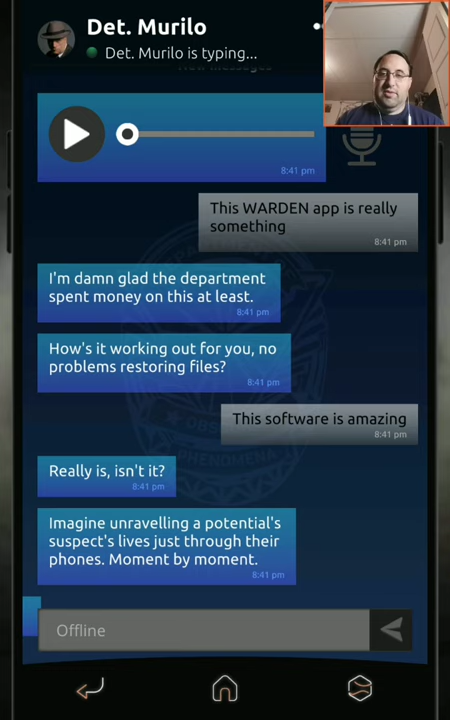 Det. Murilo
Det. Murilo is typing...
New Messages
8:41 pm
This WARDEN app is really
something
8:41 pm
I'm damn glad the department
spent money on this at least.
8:41 pm
How's it working out for you, no
problems restoring files?
8:41 pm
This software is amazing
8:41 pm
Really is, isn't it?
8:41 pm
Imagine unravelling a potential's
suspect's lives just through their
phones. Moment by moment.
8:41 pm
PHENOMENA
Offline